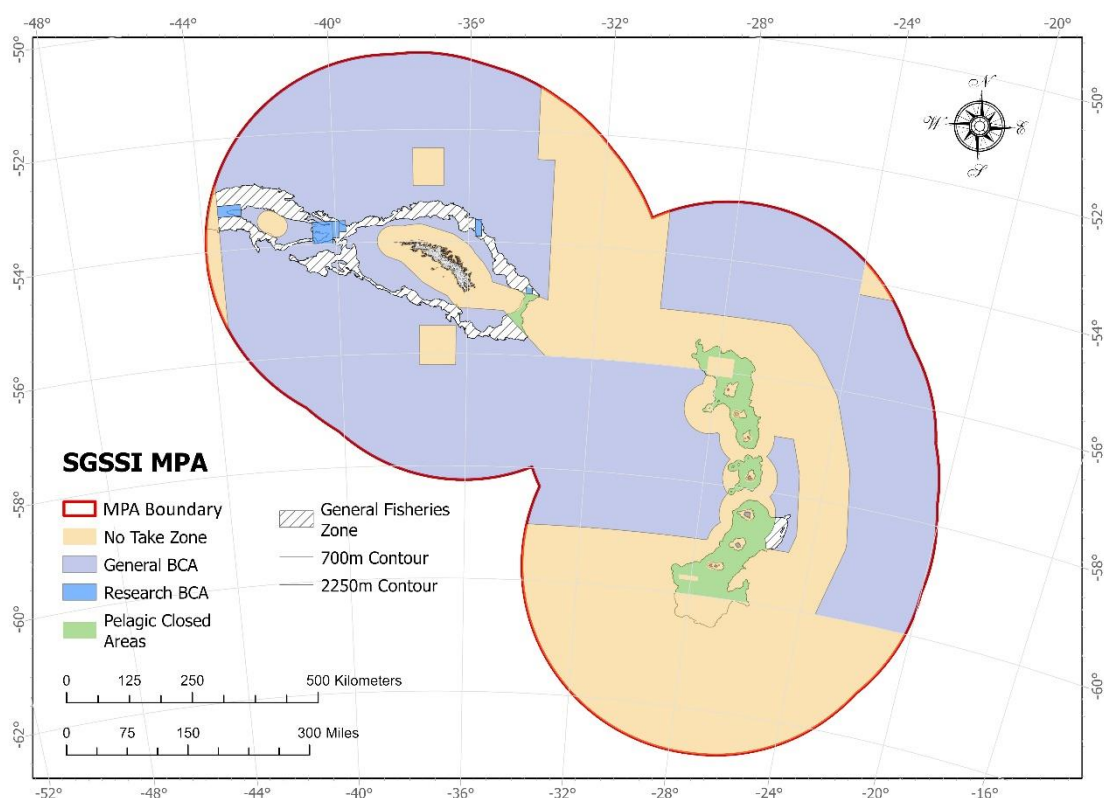 -48° -44° -40° -36° -32° -28° -24° -20°
-50° -50°
N
W. E
S
-52° -52°
-54° -54°
-56° -56°
-58° -58°
-60° -60°
-62°
SGSSI MPA
MPA Boundary
No Take Zone
General BCA
Research BCA
Pelagic Closed
Areas
General Fisheries
Zone
700m Contour
2250m Contour
0 125 250 500 Kilometers
0 75 150 300 Miles
-52° -48° -44° -40° -36° -32° -28° -24° -20° -16°